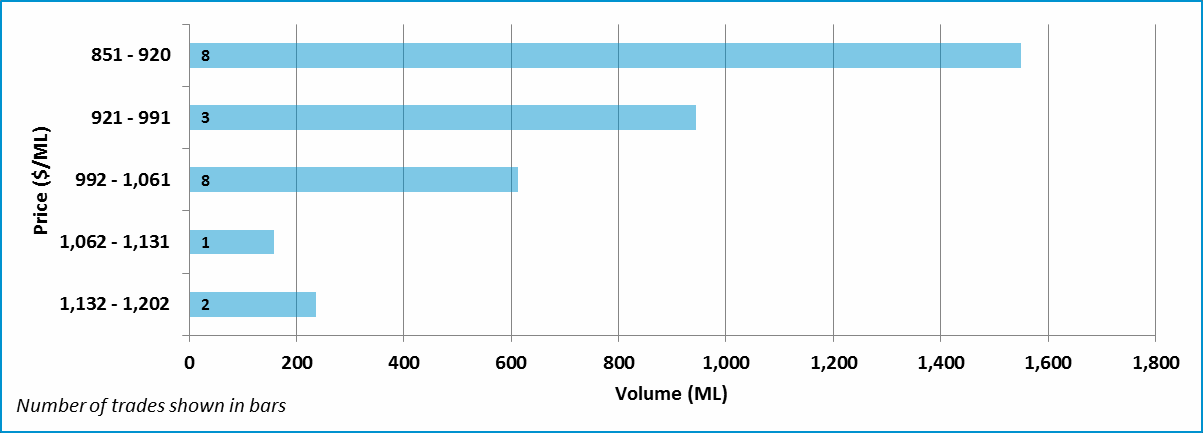 Price ($/ML)
851 - 920
8
921 - 991
3
992 - 1,061
8
1,062 - 1,131
1
1,132 - 1,202
2
0 200 400 600 800 1,000 1,200 1,400 1,600 1,800
Volume (ML)
Number of trades shown in bars